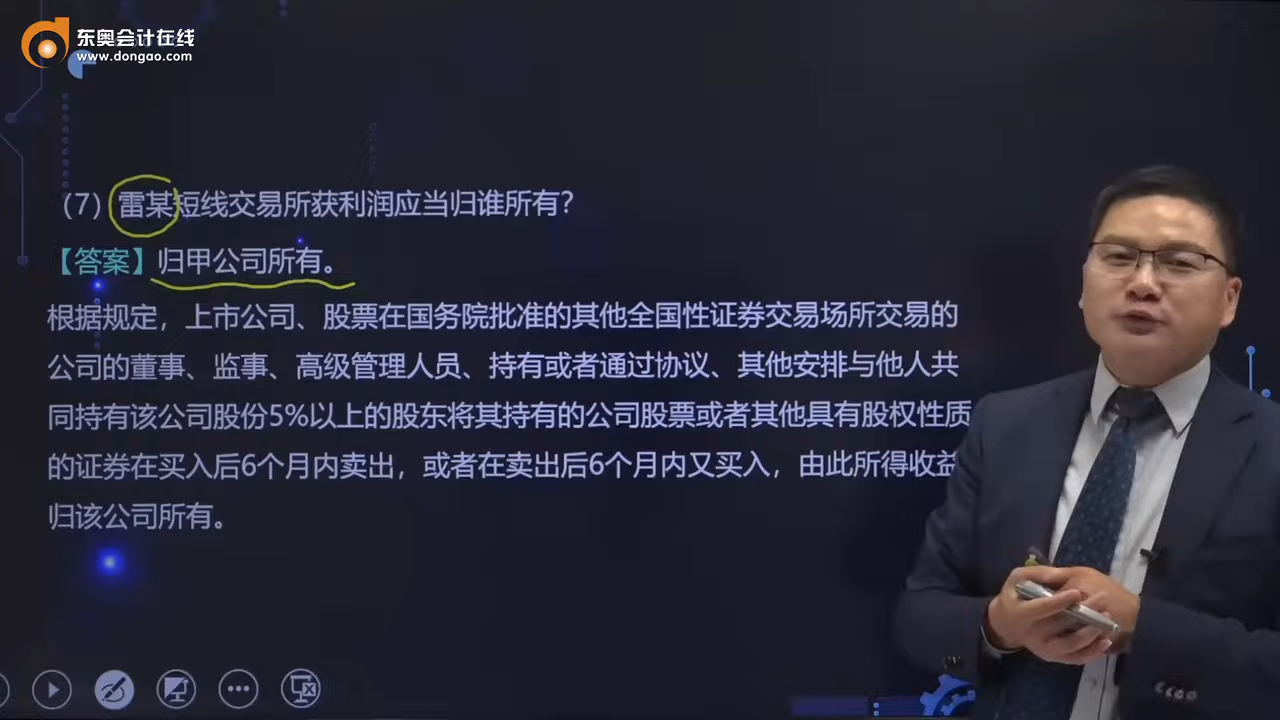 东奥会计在线
www.dongao.com
(7) 雷某短线交易所获利润应当归谁所有?
【答案】归甲公司所有。
根据规定，上市公司、股票在国务院批准的其他全国性证券交易场所交易的
公司的董事、监事、高级管理人员、持有或者通过协议、其他安排与他人共
同持有该公司股份5%以上的股东将其持有的公司股票或者其他具有股权性质
的证券在买入后6个月内卖出，或者在卖出后6个月内又买入，由此所得收益
归该公司所有。